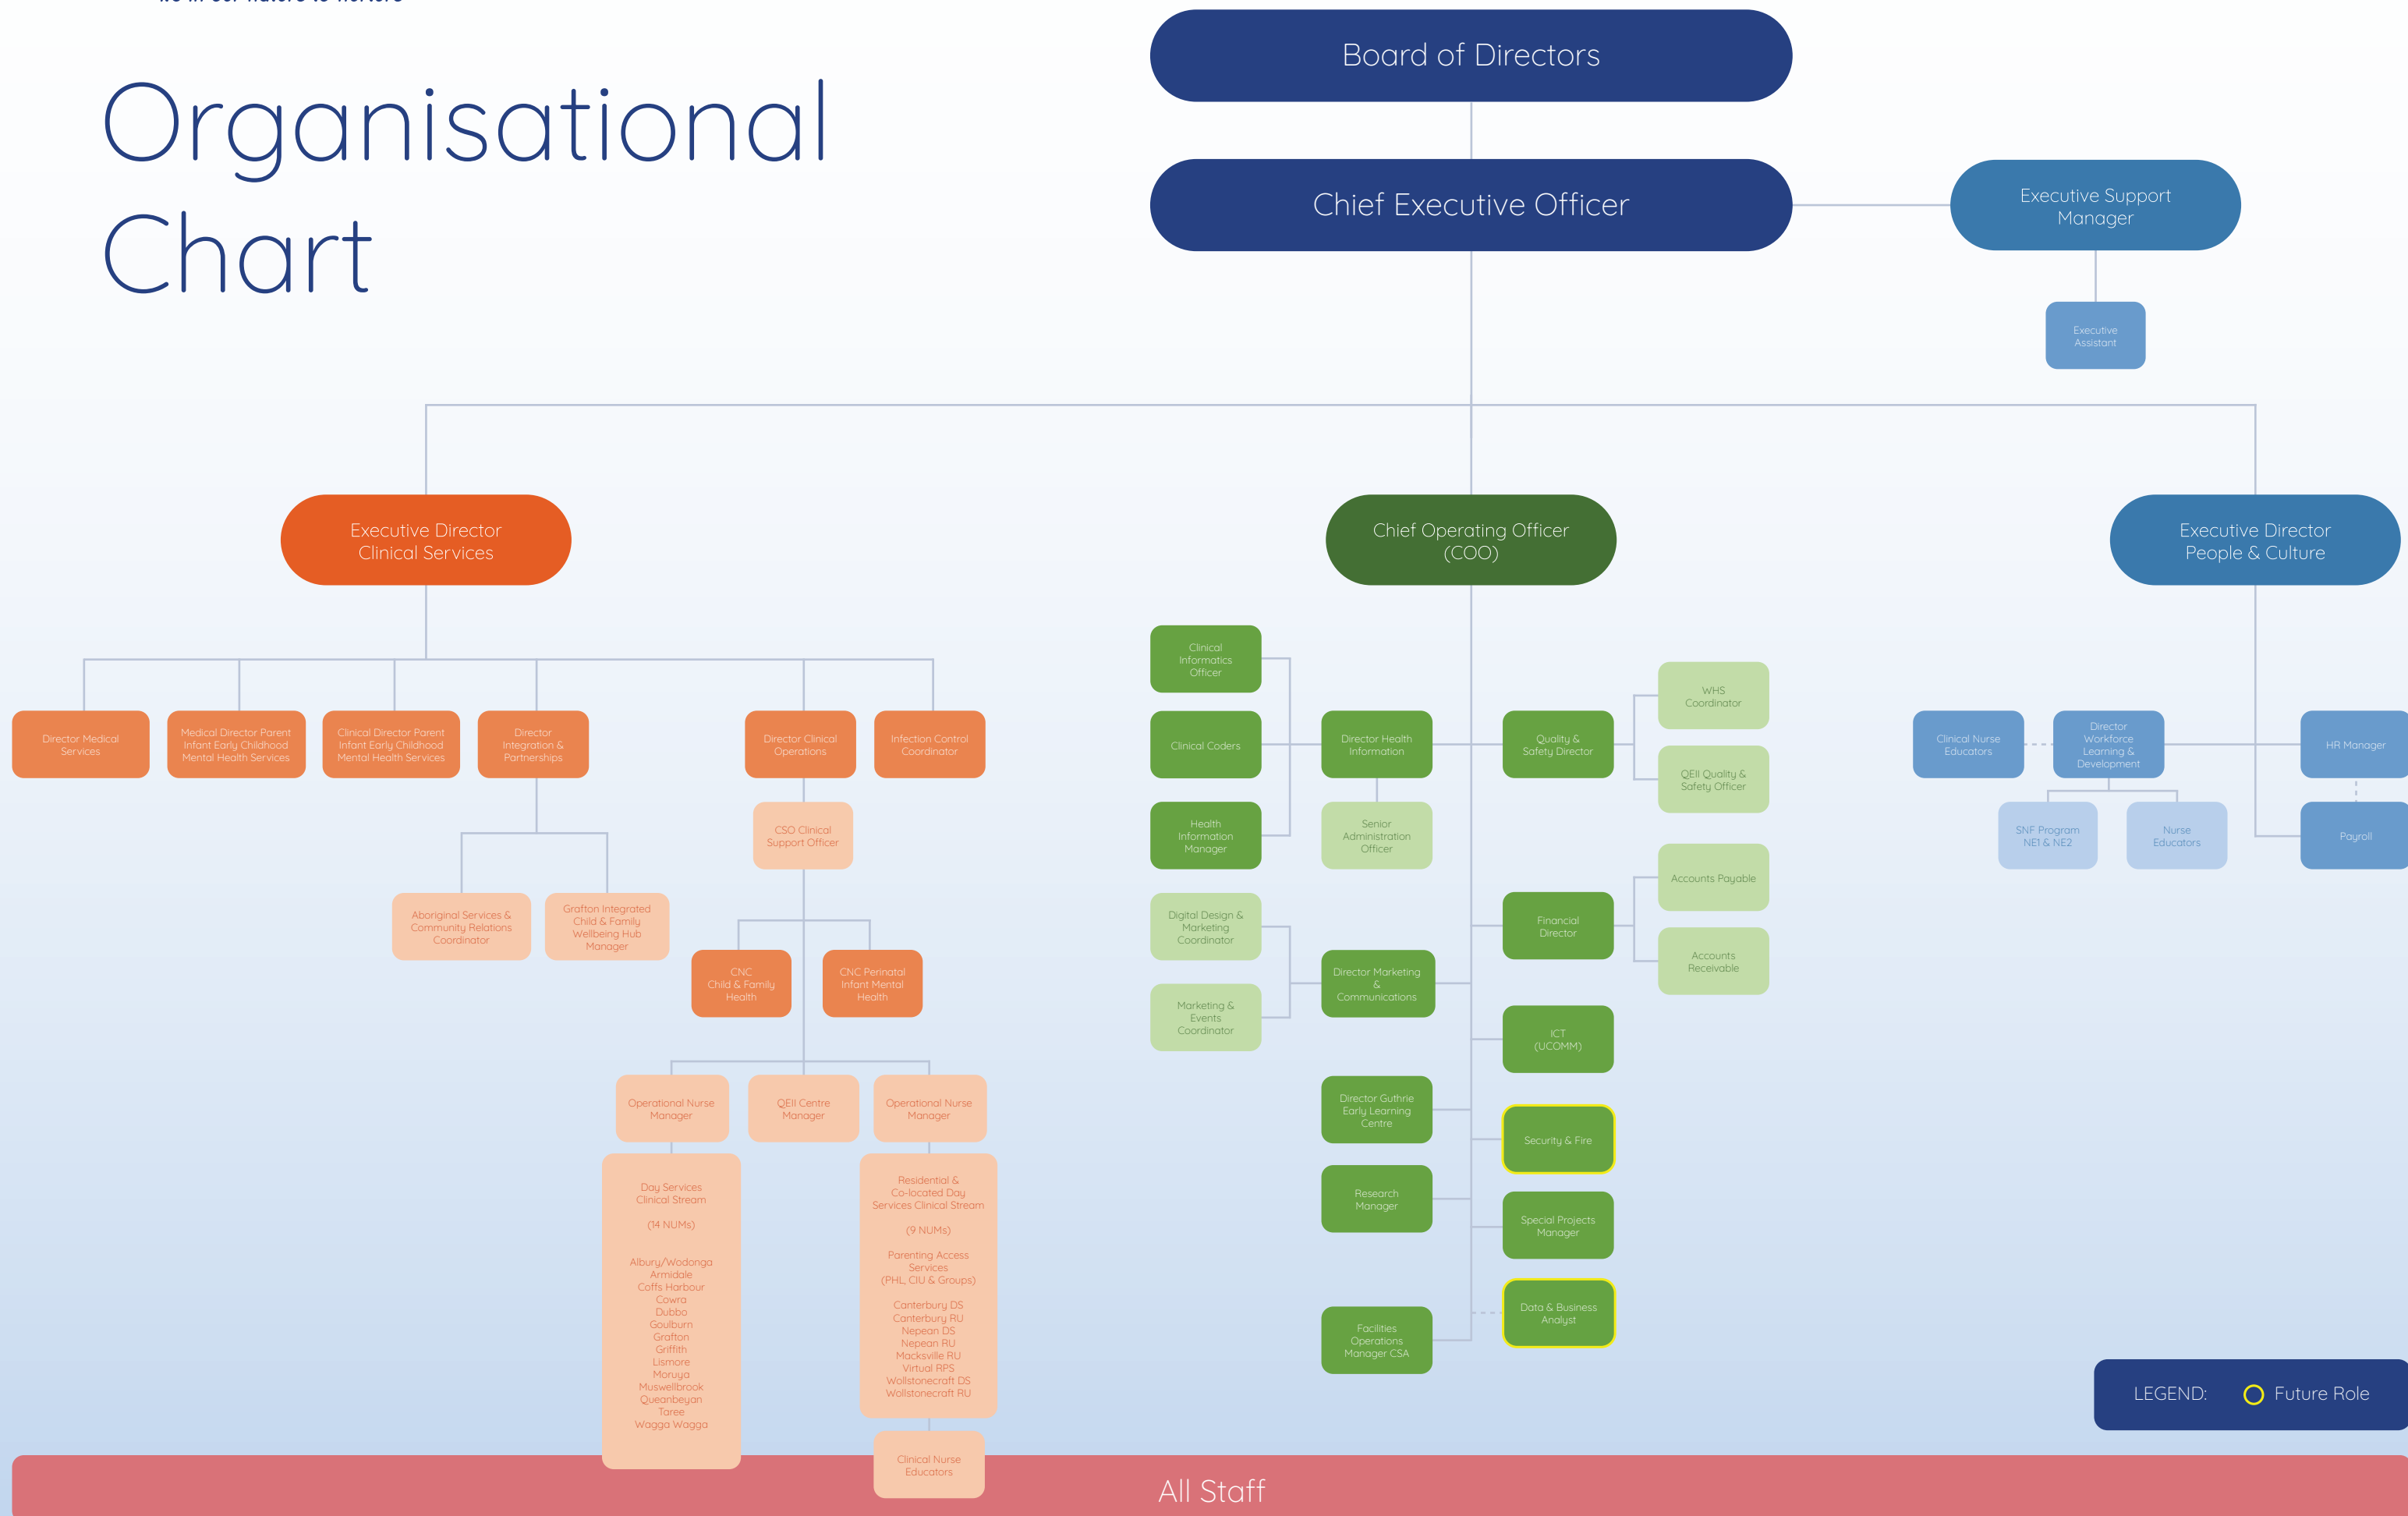 Organisational
Chart
Board of Directors
Chief Executive Officer
Executive Support
Manager
Executive
Assistant
Executive Director
Clinical Services
Chief Operating Officer
(COO)
Executive Director
People & Culture
Director Medical
Services
Medical Director Parent
Infant Early Childhood
Mental Health Services
Clinical Director Parent
Infant Early Childhood
Mental Health Services
Director
Integration &
Partnerships
Director Clinical
Operations
Infection Control
Coordinator
CSO Clinical
Support Officer
Aboriginal Services &
Community Relations
Coordinator
Grafton Integrated
Child & Family
Wellbeing Hub
Manager
CNC
Child & Family
Health
CNC Perinatal
Infant Mental
Health
Operational Nurse
Manager
QEII Centre
Manager
Operational Nurse
Manager
Day Services
Clinical Stream
(14 NUMs)
Albury/Wodonga
Armidale
Coffs Harbour
Cowra
Dubbo
Goulburn
Grafton
Griffith
Lismore
Moruya
Muswellbrook
Queanbeyan
Taree
Wagga Wagga
Residential &
Co-located Day
Services Clinical Stream
(9 NUMs)
Parenting Access
Services
(PHL, CIU & Groups)
Canterbury DS
Canterbury RU
Nepean DS
Nepean RU
Macksville RU
Virtual RPS
Wollstonecraft DS
Wollstonecraft RU
Clinical Nurse
Educators
Clinical
Informatics
Officer
Clinical Coders
Health
Information
Manager
Director Health
Information
Senior
Administration
Officer
Quality &
Safety Director
WHS
Coordinator
QEII Quality &
Safety Officer
Digital Design &
Marketing
Coordinator
Marketing &
Events
Coordinator
Director Marketing
&
Communications
Financial
Director
Accounts Payable
Accounts
Receivable
ICT
(UCOMM)
Director Guthrie
Early Learning
Centre
Security & Fire
Research
Manager
Special Projects
Manager
Data & Business
Analyst
Facilities
Operations
Manager CSA
Clinical Nurse
Educators
Director
Workforce
Learning &
Development
HR Manager
SNF Program
NE1 & NE2
Nurse
Educators
Payroll
LEGEND: Future Role
All Staff